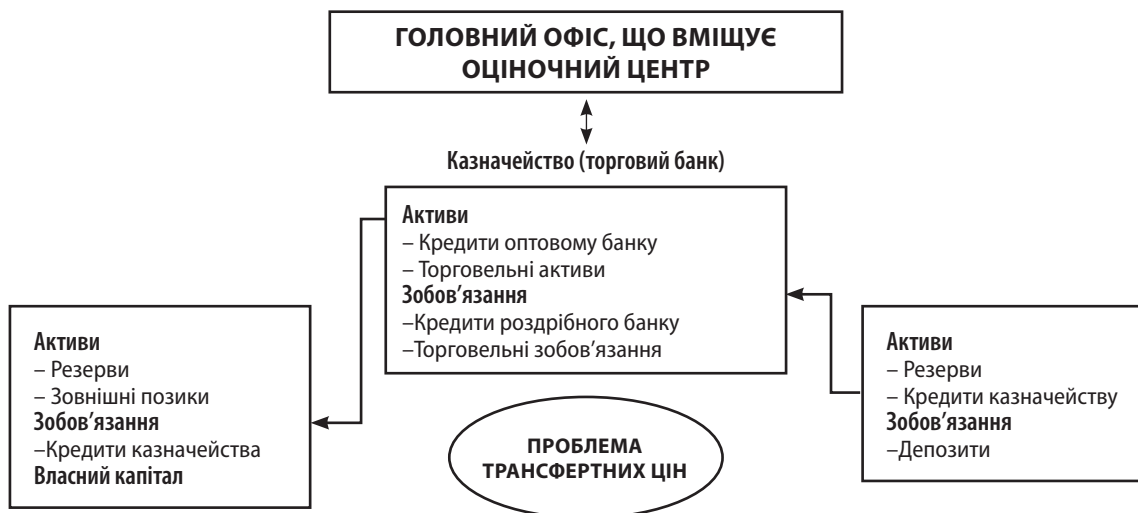 ГОЛОВНИЙ ОФІС, ЩО ВМІЩУЄ
ОЦІНОЧНИЙ ЦЕНТР
Казначейство (торговий банк)
Активи
– Кредити оптовому банку
– Торговельні активи
Зобов'язання
–Кредити роздрібного банку
–Торговельні зобов'язання
Активи
– Резерви
– Зовнішні позики
Зобов'язання
–Кредити казначейства
Власний капітал
ПРОБЛЕМА
ТРАНСФЕРТНИХ ЦІН
Активи
– Резерви
– Кредити казначейству
Зобов'язання
–Депозити